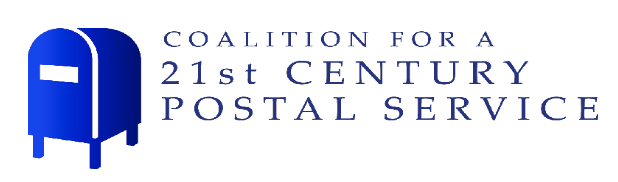 COALITION FOR A
21st CENTURY
POSTAL SERVICE